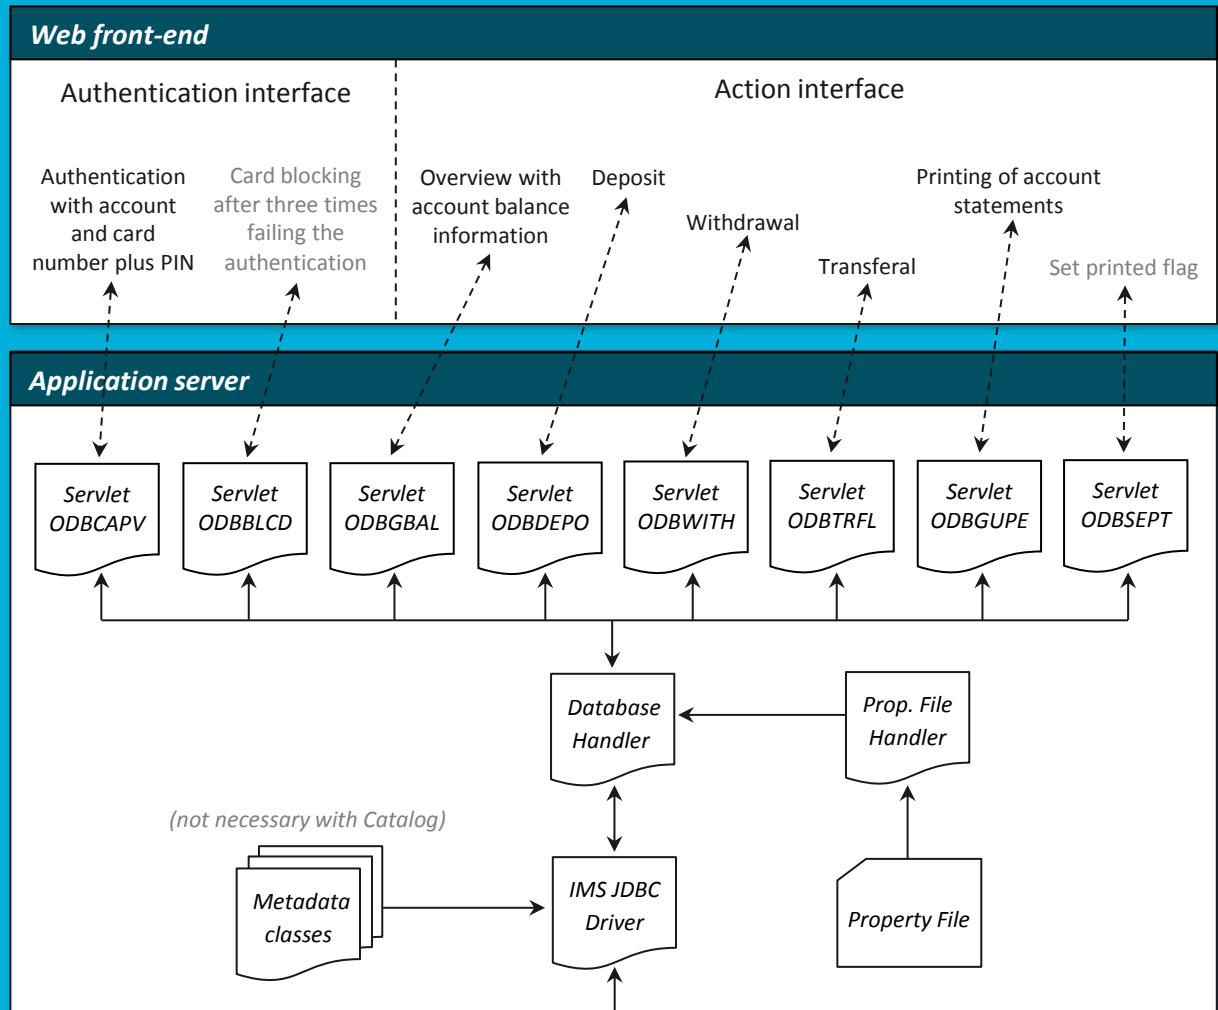 Web front-end
Authentication interface
Action interface
Authentication
with account
and card
number plus PIN
Card blocking
after three times
failing the
authentication
Overview with
account balance
information
Deposit
Withdrawal
Transferal
Printing of account
statements
Set printed flag
Application server
Servlet
ODBCAPV
Servlet
ODBBLCD
Servlet
ODBGBAL
Servlet
ODBDEPO
Servlet
ODBWITH
Servlet
ODBTRFL
Servlet
ODBGUPE
Servlet
ODBSEPT
Database
Handler
Prop. File
Handler
(not necessary with Catalog)
Metadata
classes
IMS JDBC
Driver
Property File